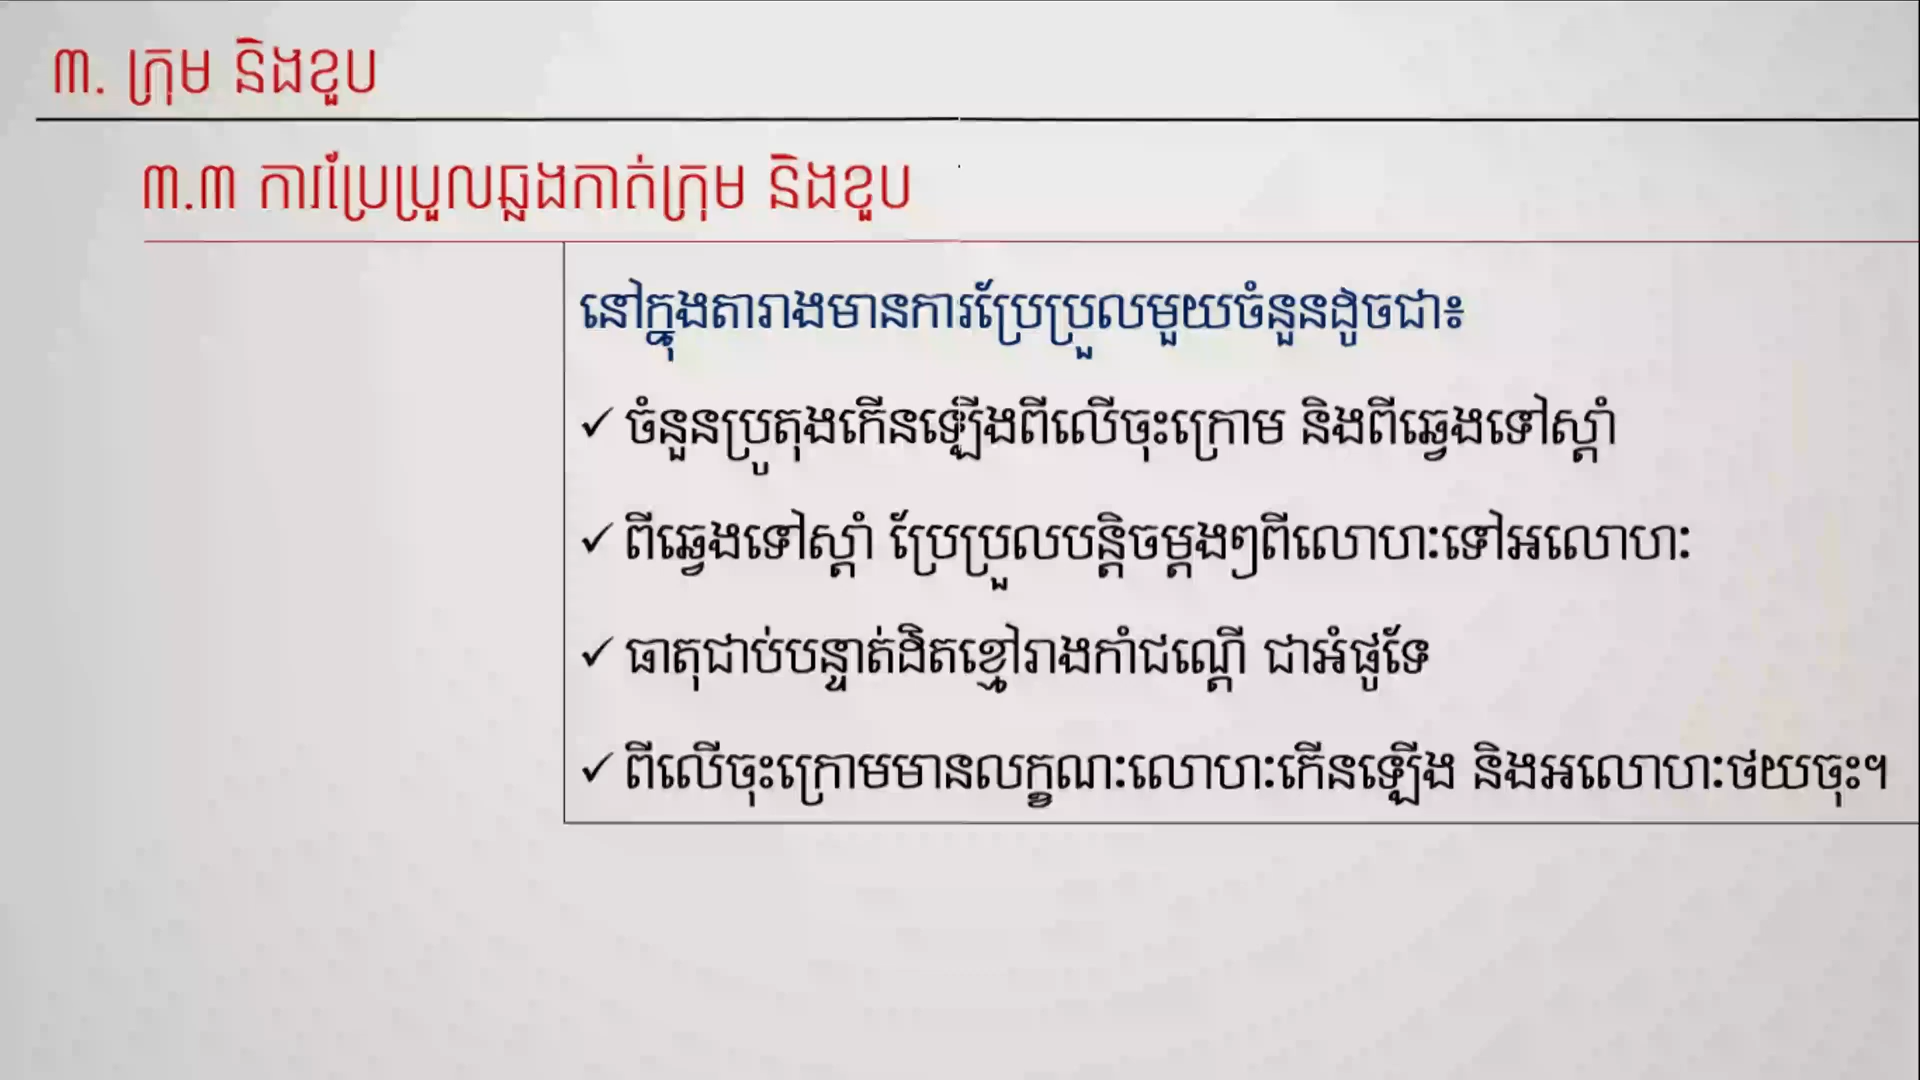 ៣. ក្រុម និងខួប
៣.៣ ការប្រែប្រួលឆ្លងកាត់ក្រុម និងខួប
នៅក្នុងតារាងមានការប្រែប្រួលមួយចំនួនដូចជា៖
✓ ចំនួនប្រូតុងកើនឡើងពីលើចុះក្រោម និងពីឆ្វេងទៅស្តាំ
✓ ពីឆ្វេងទៅស្តាំ ប្រែប្រួលបន្តិចម្តងៗពីលោហៈទៅអលោហៈ
✓ ធាតុជាប់បន្ទាត់ដិតខ្មៅរាងកាំជណ្តើ ជាអំផូទែ
✓ ពីលើចុះក្រោមមានលក្ខណៈលោហៈកើនឡើង និងអលោហៈថយចុះ។